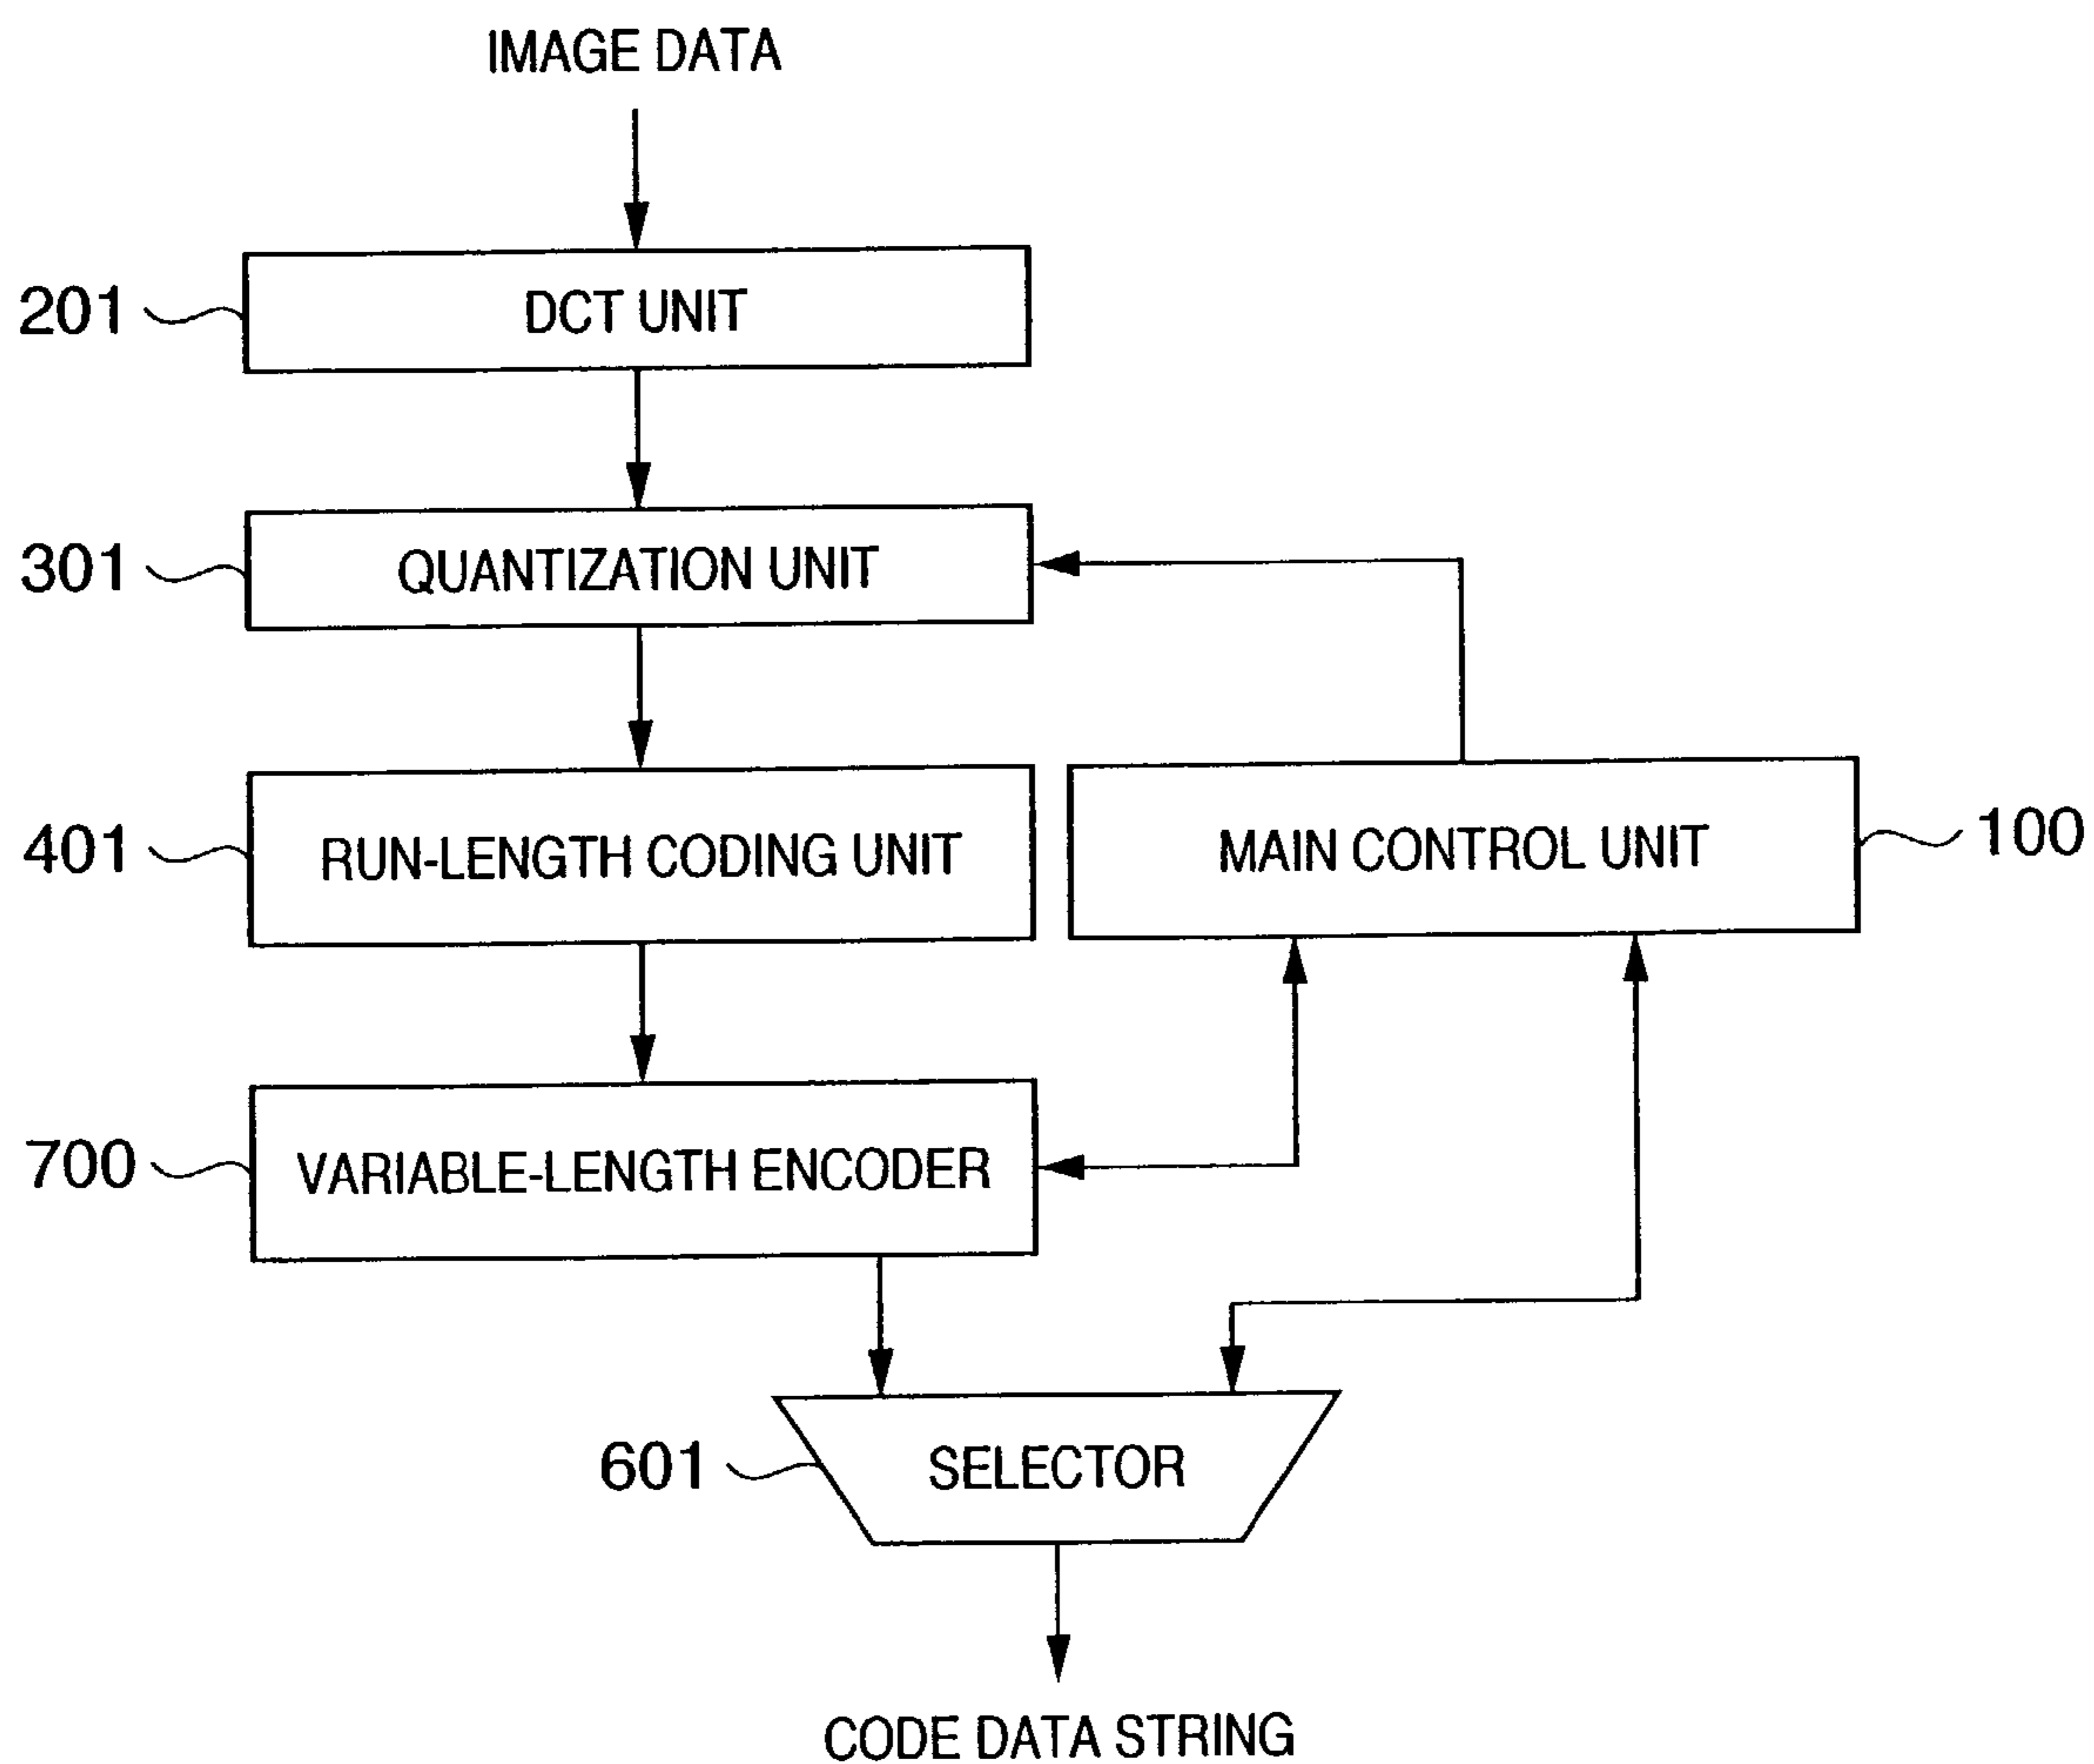 IMAGE DATA
201
DCT UNIT
301
QUANTIZATION UNIT
401
RUN-LENGTH CODING UNIT
MAIN CONTROL UNIT
100
700
VARIABLE-LENGTH ENCODER
601
SELECTOR
CODE DATA STRING